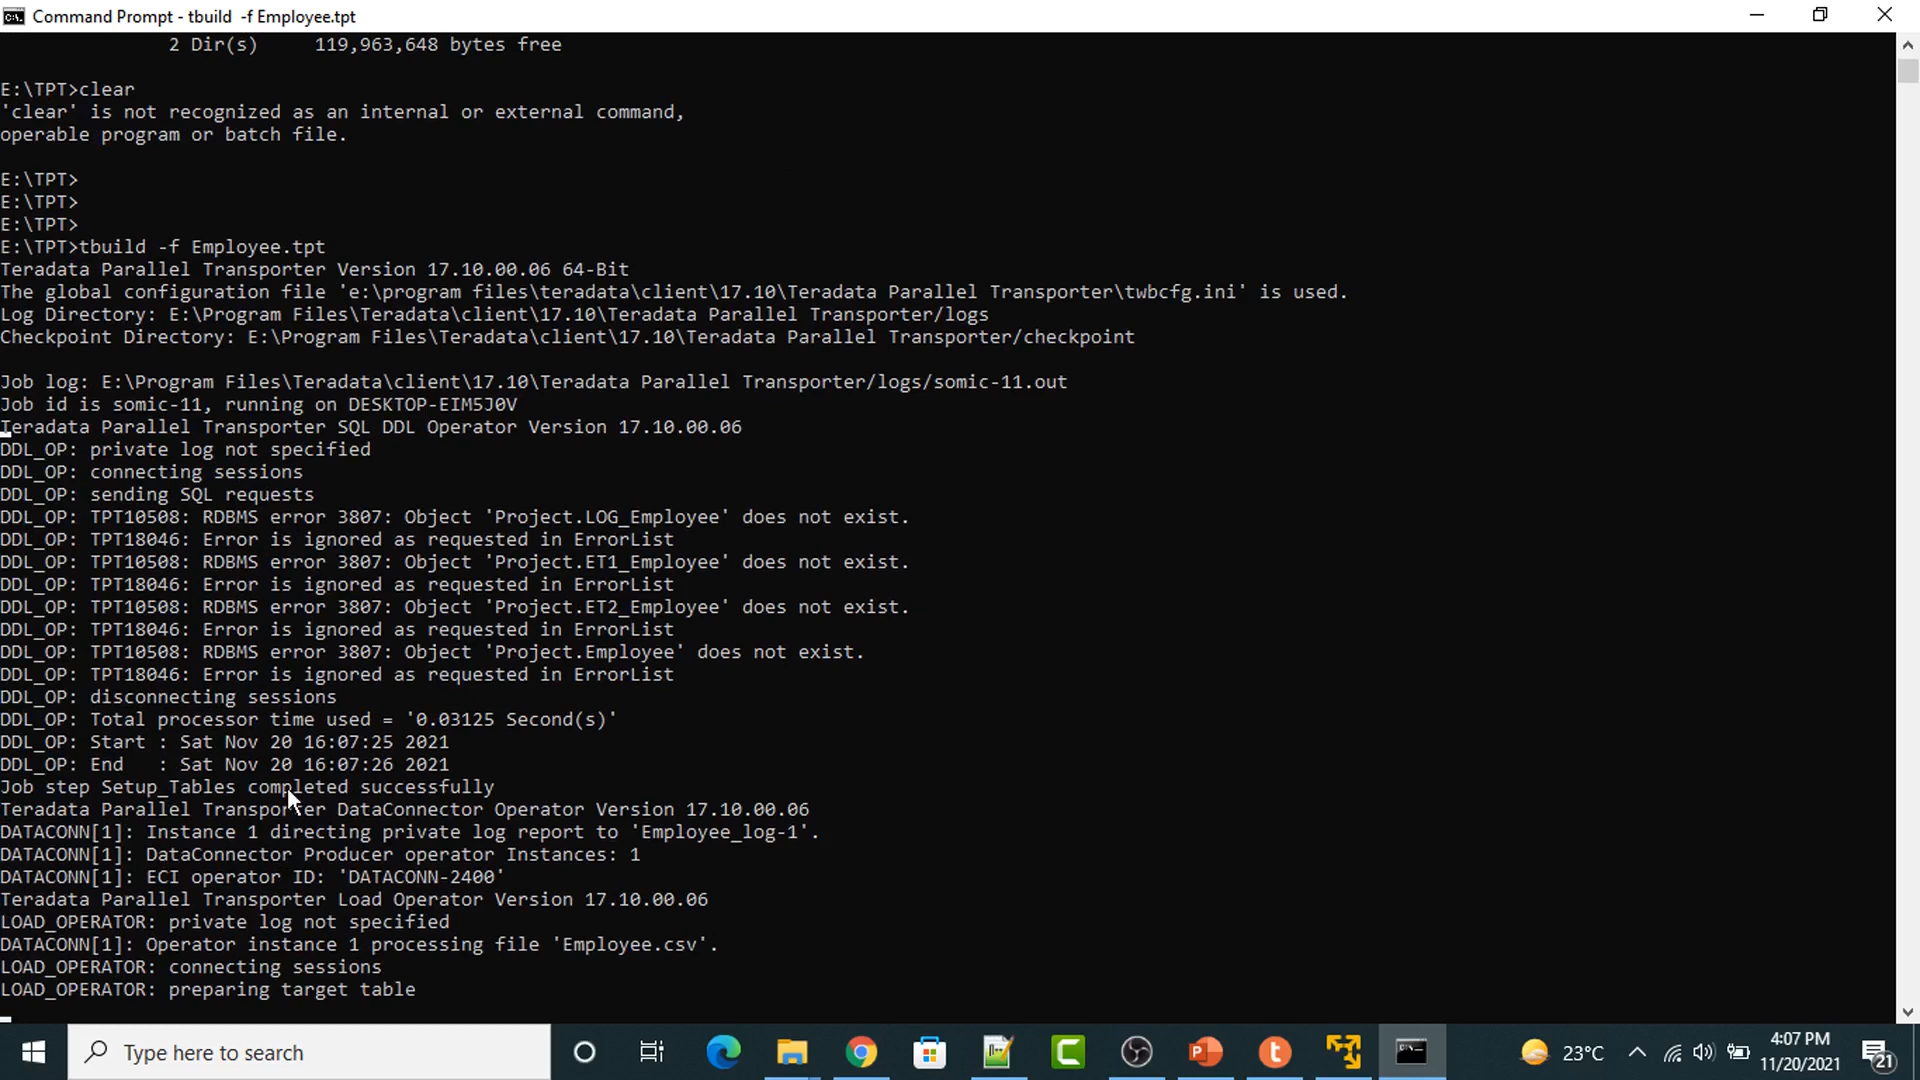 Command Prompt - tbuild  -f Employee.tpt
2 Dir(s)     119,963,648 bytes free
E:\TPT>clear
'clear' is not recognized as an internal or external command,
operable program or batch file.
E:\TPT>
E:\TPT>
E:\TPT>
E:\TPT>tbuild -f Employee.tpt
Teradata Parallel Transporter Version 17.10.00.06 64-Bit
The global configuration file 'e:\program files\teradata\client\17.10\Teradata Parallel Transporter\twbcfg.ini' is used.
Log Directory: E:\Program Files\Teradata\client\17.10\Teradata Parallel Transporter/logs
Checkpoint Directory: E:\Program Files\Teradata\client\17.10\Teradata Parallel Transporter/checkpoint
Job log: E:\Program Files\Teradata\client\17.10\Teradata Parallel Transporter/logs/somic-11.out
Job id is somic-11, running on DESKTOP-EIM5J0V
Teradata Parallel Transporter SQL DDL Operator Version 17.10.00.06
DDL_OP: private log not specified
DDL_OP: connecting sessions
DDL_OP: sending SQL requests
DDL_OP: TPT10508: RDBMS error 3807: Object 'Project.LOG_Employee' does not exist.
DDL_OP: TPT18046: Error is ignored as requested in ErrorList
DDL_OP: TPT10508: RDBMS error 3807: Object 'Project.ET1_Employee' does not exist.
DDL_OP: TPT18046: Error is ignored as requested in ErrorList
DDL_OP: TPT10508: RDBMS error 3807: Object 'Project.ET2_Employee' does not exist.
DDL_OP: TPT18046: Error is ignored as requested in ErrorList
DDL_OP: TPT10508: RDBMS error 3807: Object 'Project.Employee' does not exist.
DDL_OP: TPT18046: Error is ignored as requested in ErrorList
DDL_OP: disconnecting sessions
DDL_OP: Total processor time used = '0.03125 Second(s)'
DDL_OP: Start : Sat Nov 20 16:07:25 2021
DDL_OP: End   : Sat Nov 20 16:07:26 2021
Job step Setup_Tables completed successfully
Teradata Parallel Transporter DataConnector Operator Version 17.10.00.06
DATACONN[1]: Instance 1 directing private log report to 'Employee_log-1'.
DATACONN[1]: DataConnector Producer operator Instances: 1
DATACONN[1]: ECI operator ID: 'DATACONN-2400'
Teradata Parallel Transporter Load Operator Version 17.10.00.06
LOAD_OPERATOR: private log not specified
DATACONN[1]: Operator instance 1 processing file 'Employee.csv'.
LOAD_OPERATOR: connecting sessions
LOAD_OPERATOR: preparing target table
Type here to search
23°C
4:07 PM
11/20/2021
21